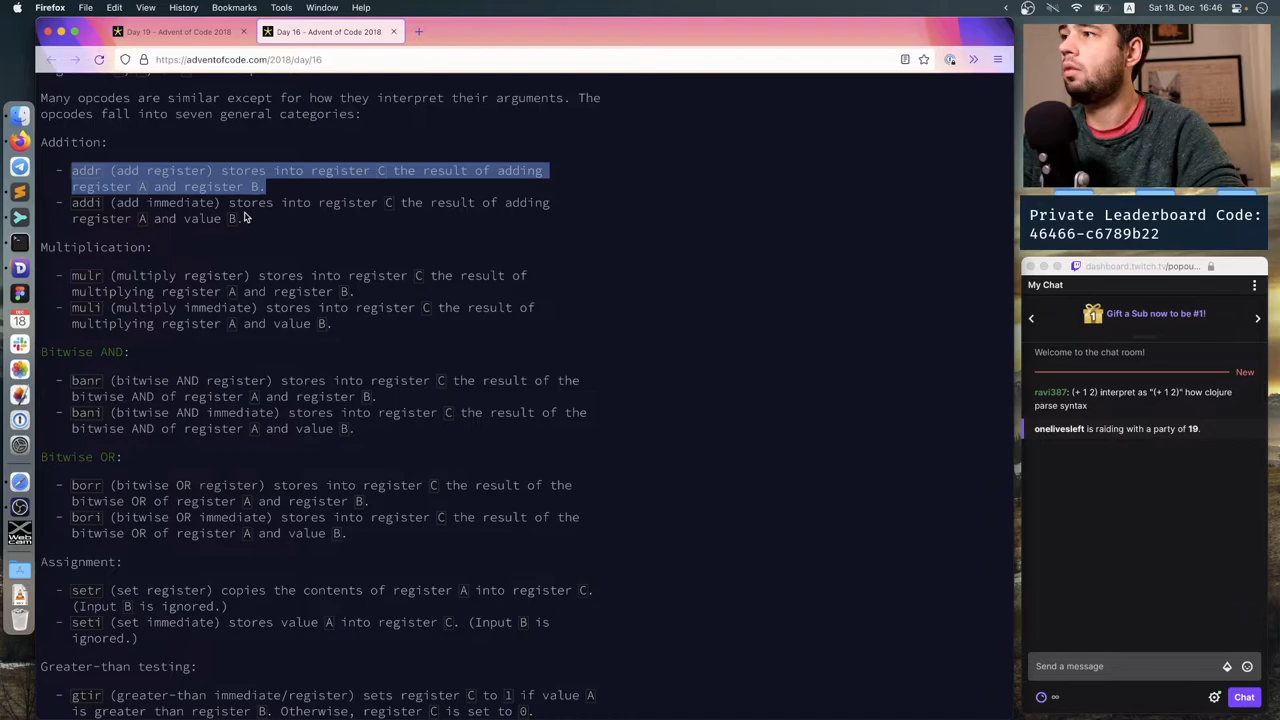 Firefox File Edit View History Bookmarks Tools Window Help
A Sat 18. Dec 16:46
Day 19 - Advent of Code 2018
Day 16 - Advent of Code 2018
https://adventofcode.com/2018/day/16
Many opcodes are similar except for how they interpret their arguments. The
opcodes fall into seven general categories:
Addition:
- addr (add register) stores into register C the result of adding
register A and register B.
- addi (add immediate) stores into register C the result of adding
register A and value B.
Multiplication:
- mulr (multiply register) stores into register C the result of
multiplying register A and register B.
- muli (multiply immediate) stores into register C the result of
multiplying register A and value B.
Bitwise AND:
- banr (bitwise AND register) stores into register C the result of the
bitwise AND of register A and register B.
- bani (bitwise AND immediate) stores into register C the result of the
bitwise AND of register A and value B.
Bitwise OR:
- borr (bitwise OR register) stores into register C the result of the
bitwise OR of register A and register B.
- bori (bitwise OR immediate) stores into register C the result of the
bitwise OR of register A and value B.
Assignment:
- setr (set register) copies the contents of register A into register C.
(Input B is ignored.)
- seti (set immediate) stores value A into register C. (Input B is
ignored.)
Greater-than testing:
- gtir (greater-than immediate/register) sets register C to 1 if value A
is greater than register B. Otherwise, register C is set to 0.
DEC
18
Private Leaderboard Code:
46466-c6789b22
dashboard.twitch.tv/popou...
My Chat
1
Gift a Sub now to be #1!
Welcome to the chat room!
New
ravi387: (+ 1 2) interpret as "(+ 1 2)" how clojure
parse syntax
onelivesleft is raiding with a party of 19.
Send a message
∞
Chat